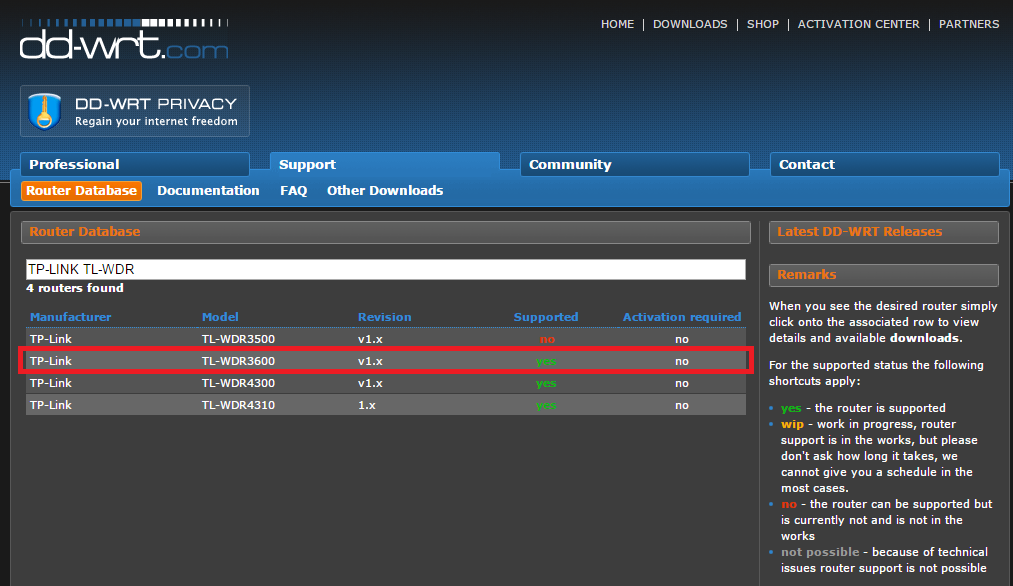 HOME | DOWNLOADS | SHOP | ACTIVATION CENTER | PARTNERS
dd-wrt.com
DD-WRT PRIVACY
Regain your internet freedom
Professional Support Community Contact
Router Database Documentation FAQ Other Downloads
Router Database
TP-LINK TL-WDR
4 routers found
Manufacturer Model Revision Supported Activation required
TP-Link TL-WDR3500 v1.x no no
TP-Link TL-WDR3600 v1.x yes no
TP-Link TL-WDR4300 v1.x yes no
TP-Link TL-WDR4310 1.x yes no
Latest DD-WRT Releases
Remarks
When you see the desired router simply
click onto the associated row to view
details and available downloads.
For the supported status the following
shortcuts apply:
yes - the router is supported
wip - work in progress, router
support is in the works, but please
don't ask how long it takes, we
cannot give you a schedule in the
most cases.
no - the router can be supported but
is currently not and is not in the
works
not possible - because of technical
issues router support is not possible